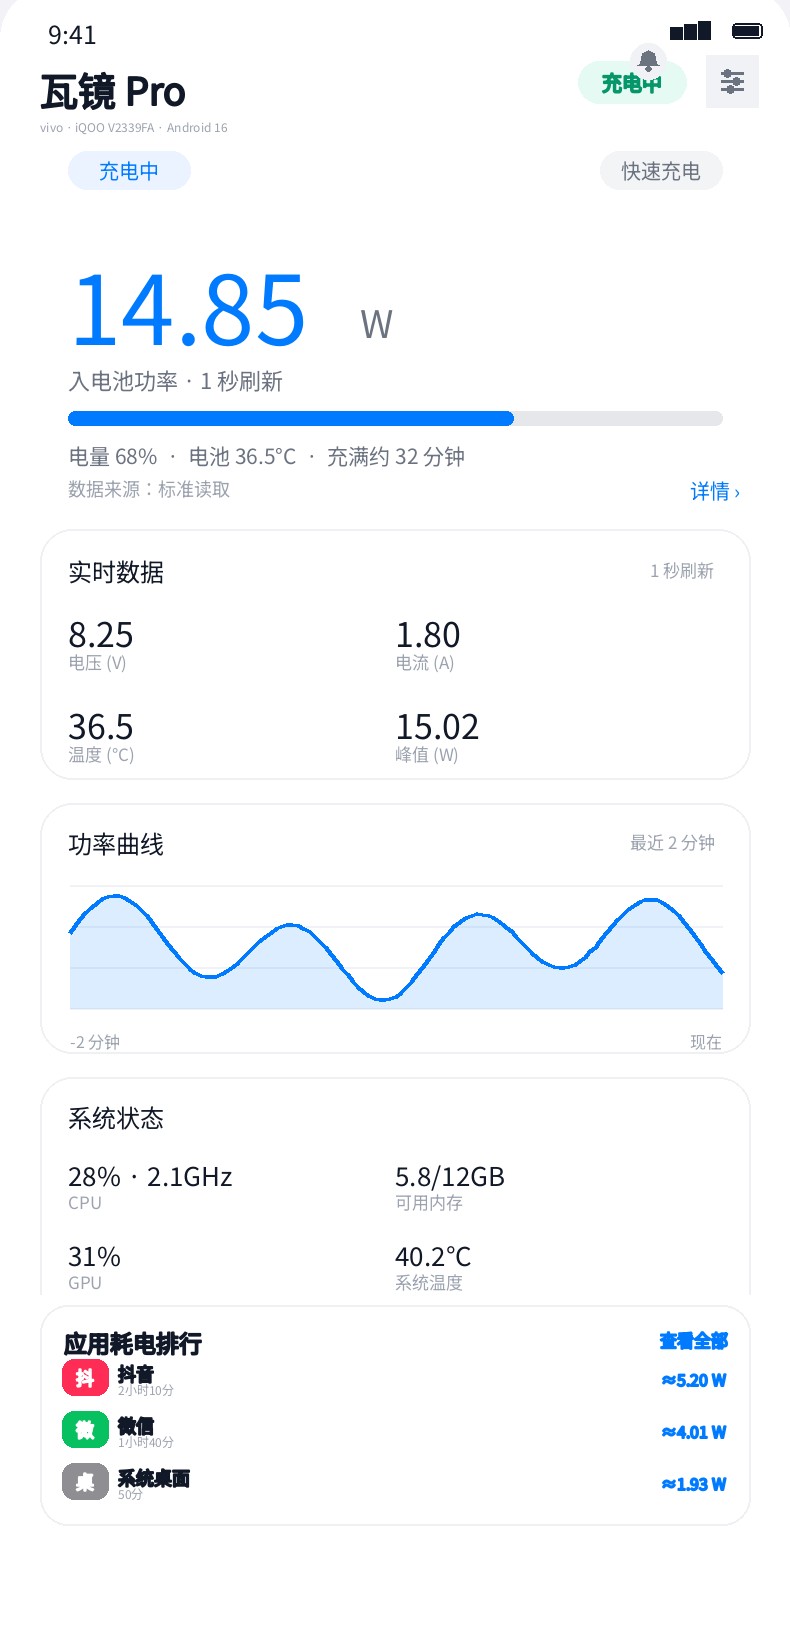 9:41
瓦镜 Pro
充电中
vivo · iQOO V2339FA · Android 16
充电中
快速充电
14.85 W
入电池功率 · 1 秒刷新
电量 68% · 电池 36.5°C · 充满约 32 分钟
数据来源：标准读取
详情 ›
实时数据
1 秒刷新
8.25
1.80
电压 (V)
电流 (A)
36.5
15.02
温度 (°C)
峰值 (W)
功率曲线
最近 2 分钟
-2 分钟
现在
系统状态
28% · 2.1GHz
5.8/12GB
CPU
可用内存
31%
40.2°C
GPU
系统温度
应用耗电排行
查看全部
抖
抖音
2小时10分
≈5.20 W
微
微信
1小时40分
≈4.01 W
桌
系统桌面
50分
≈1.93 W